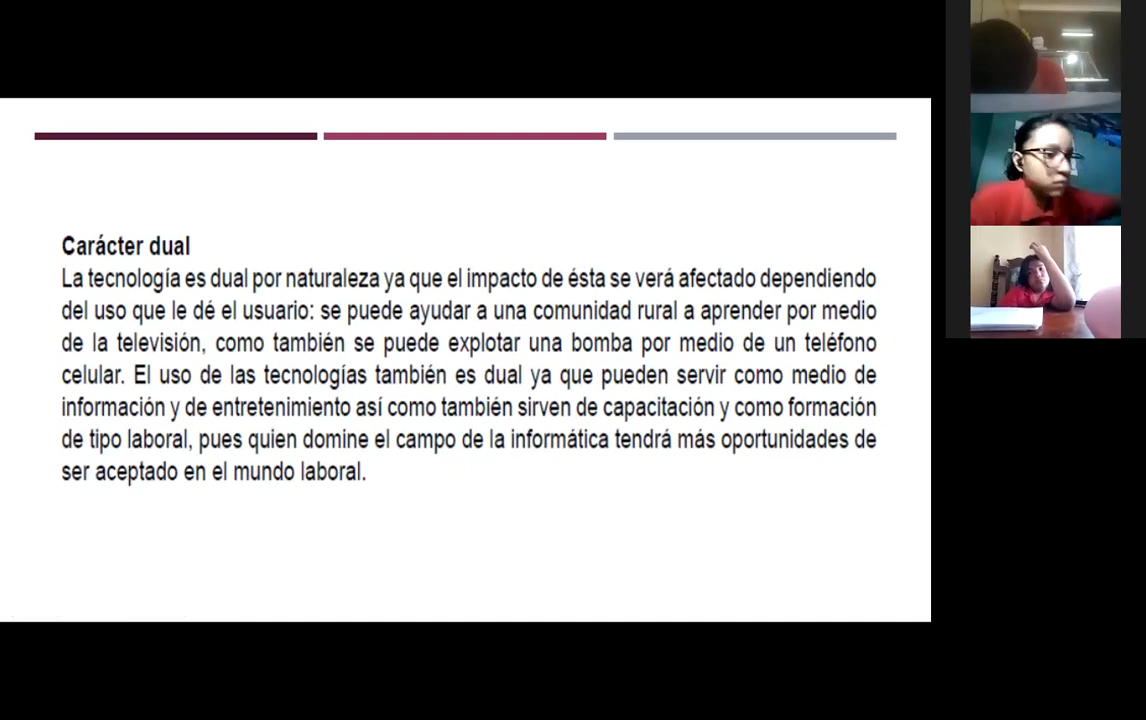 Carácter dual
La tecnología es dual por naturaleza ya que el impacto de ésta se verá afectado dependiendo
del uso que le dé el usuario: se puede ayudar a una comunidad rural a aprender por medio
de la televisión, como también se puede explotar una bomba por medio de un teléfono
celular. El uso de las tecnologías también es dual ya que pueden servir como medio de
información y de entretenimiento así como también sirven de capacitación y como formación
de tipo laboral, pues quien domine el campo de la informática tendrá más oportunidades de
ser aceptado en el mundo laboral.